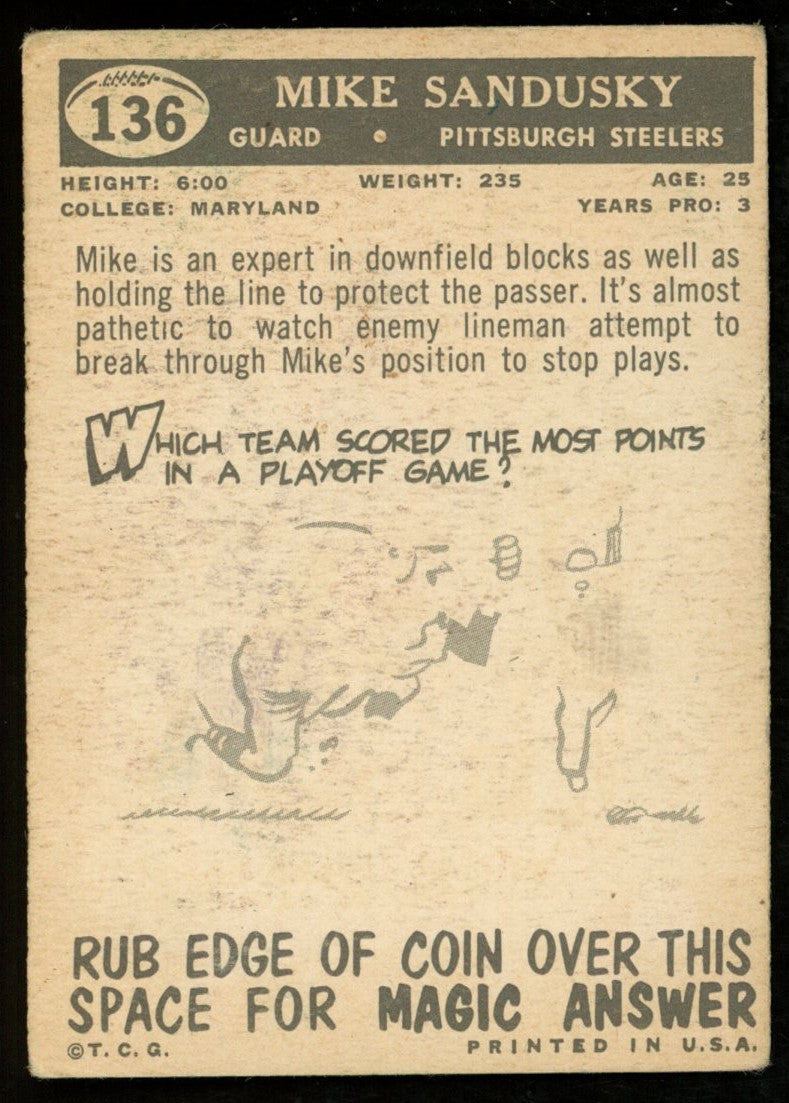 136
MIKE SANDUSKY
GUARD • PITTSBURGH STEELERS
HEIGHT: 6:00 WEIGHT: 235 AGE: 25
COLLEGE: MARYLAND YEARS PRO: 3
Mike is an expert in downfield blocks as well as
holding the line to protect the passer. It's almost
pathetic to watch enemy lineman attempt to
break through Mike's position to stop plays.
WHICH TEAM SCORED THE MOST POINTS
IN A PLAYOFF GAME?
RUB EDGE OF COIN OVER THIS
SPACE FOR MAGIC ANSWER
©T. C. G. PRINTED IN U.S.A.